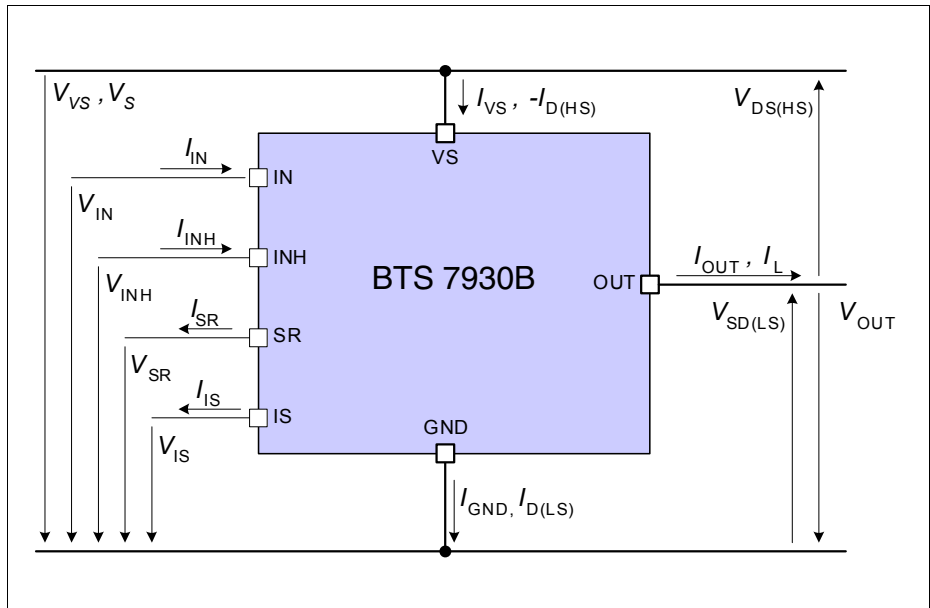 V_VS , V_S
I_VS , -I_D(HS)
V_DS(HS)
VS
I_IN
IN
V_IN
I_INH
INH
V_INH
BTS 7930B
OUT
I_OUT , I_L
V_SD(LS)
V_OUT
I_SR
SR
V_SR
I_IS
IS
V_IS
GND
I_GND, I_D(LS)